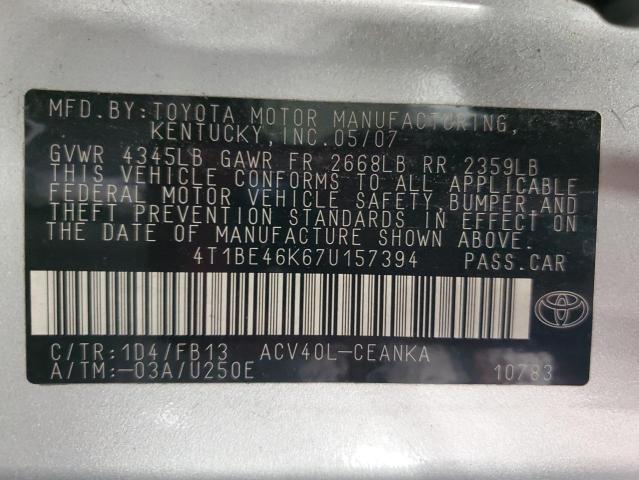 MFD. BY: TOYOTA MOTOR MANUFACTURING,
KENTUCKY, INC. 05/07
GVWR 4345LB GAWR FR 2668LB RR 2359LB
THIS VEHICLE CONFORMS TO ALL APPLICABLE
FEDERAL MOTOR VEHICLE SAFETY, BUMPER, AND
THEFT PREVENTION STANDARDS IN EFFECT ON
THE DATE OF MANUFACTURE SHOWN ABOVE.
4T1BE46K67U157394 PASS.CAR
C/TR:1D4/FB13 ACV40L-CEANKA
A/TM:-03A/U250E 10783